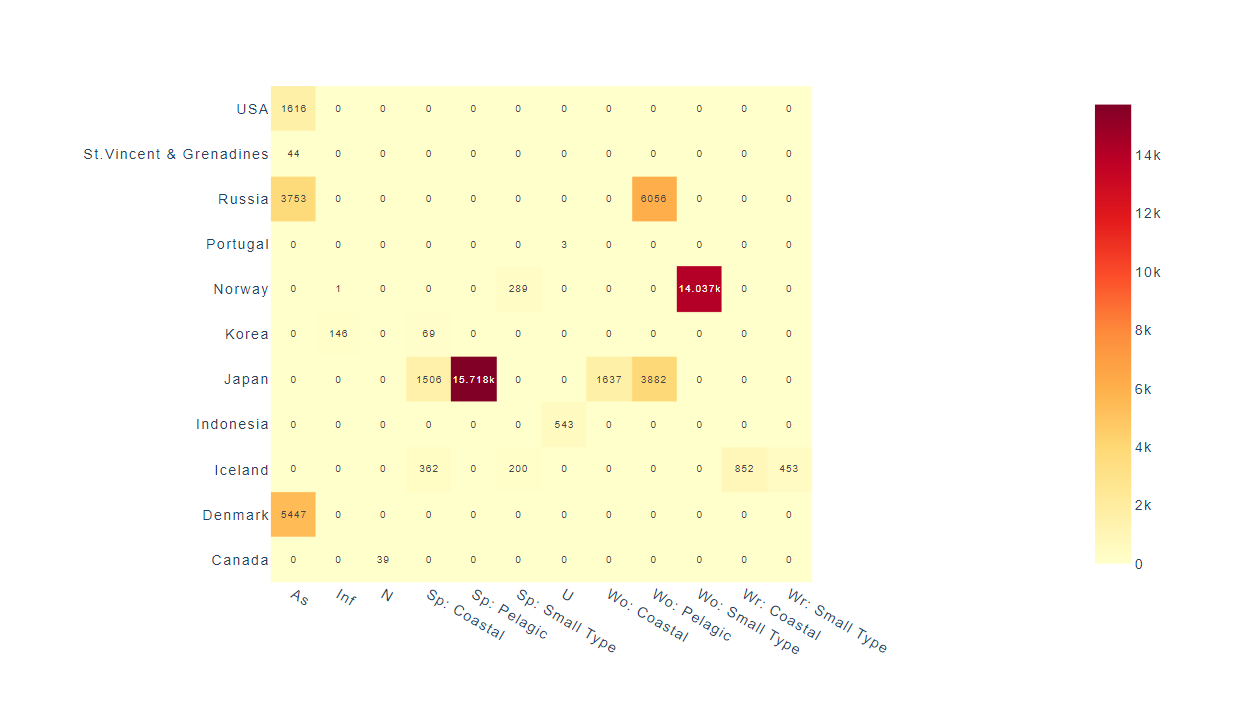 USA 1616 0 0 0 0 0 0 0 0 0 0 0
St.Vincent & Grenadines 44 0 0 0 0 0 0 0 0 0 0 0
Russia 3753 0 0 0 0 0 0 0 6056 0 0 0
Portugal 0 0 0 0 0 0 3 0 0 0 0 0
Norway 0 1 0 0 0 289 0 0 0 14.037k 0 0
Korea 0 146 0 69 0 0 0 0 0 0 0 0
Japan 0 0 0 1506 15.718k 0 0 1637 3882 0 0 0
Indonesia 0 0 0 0 0 0 543 0 0 0 0 0
Iceland 0 0 0 362 0 200 0 0 0 0 852 453
Denmark 5447 0 0 0 0 0 0 0 0 0 0 0
Canada 0 0 39 0 0 0 0 0 0 0 0 0
As
Inf
N
Sp: Coastal
Sp: Pelagic
Sp: Small Type
U
Wo: Coastal
Wo: Pelagic
Wo: Small Type
Wr: Coastal
Wr: Small Type
14k
12k
10k
8k
6k
4k
2k
0